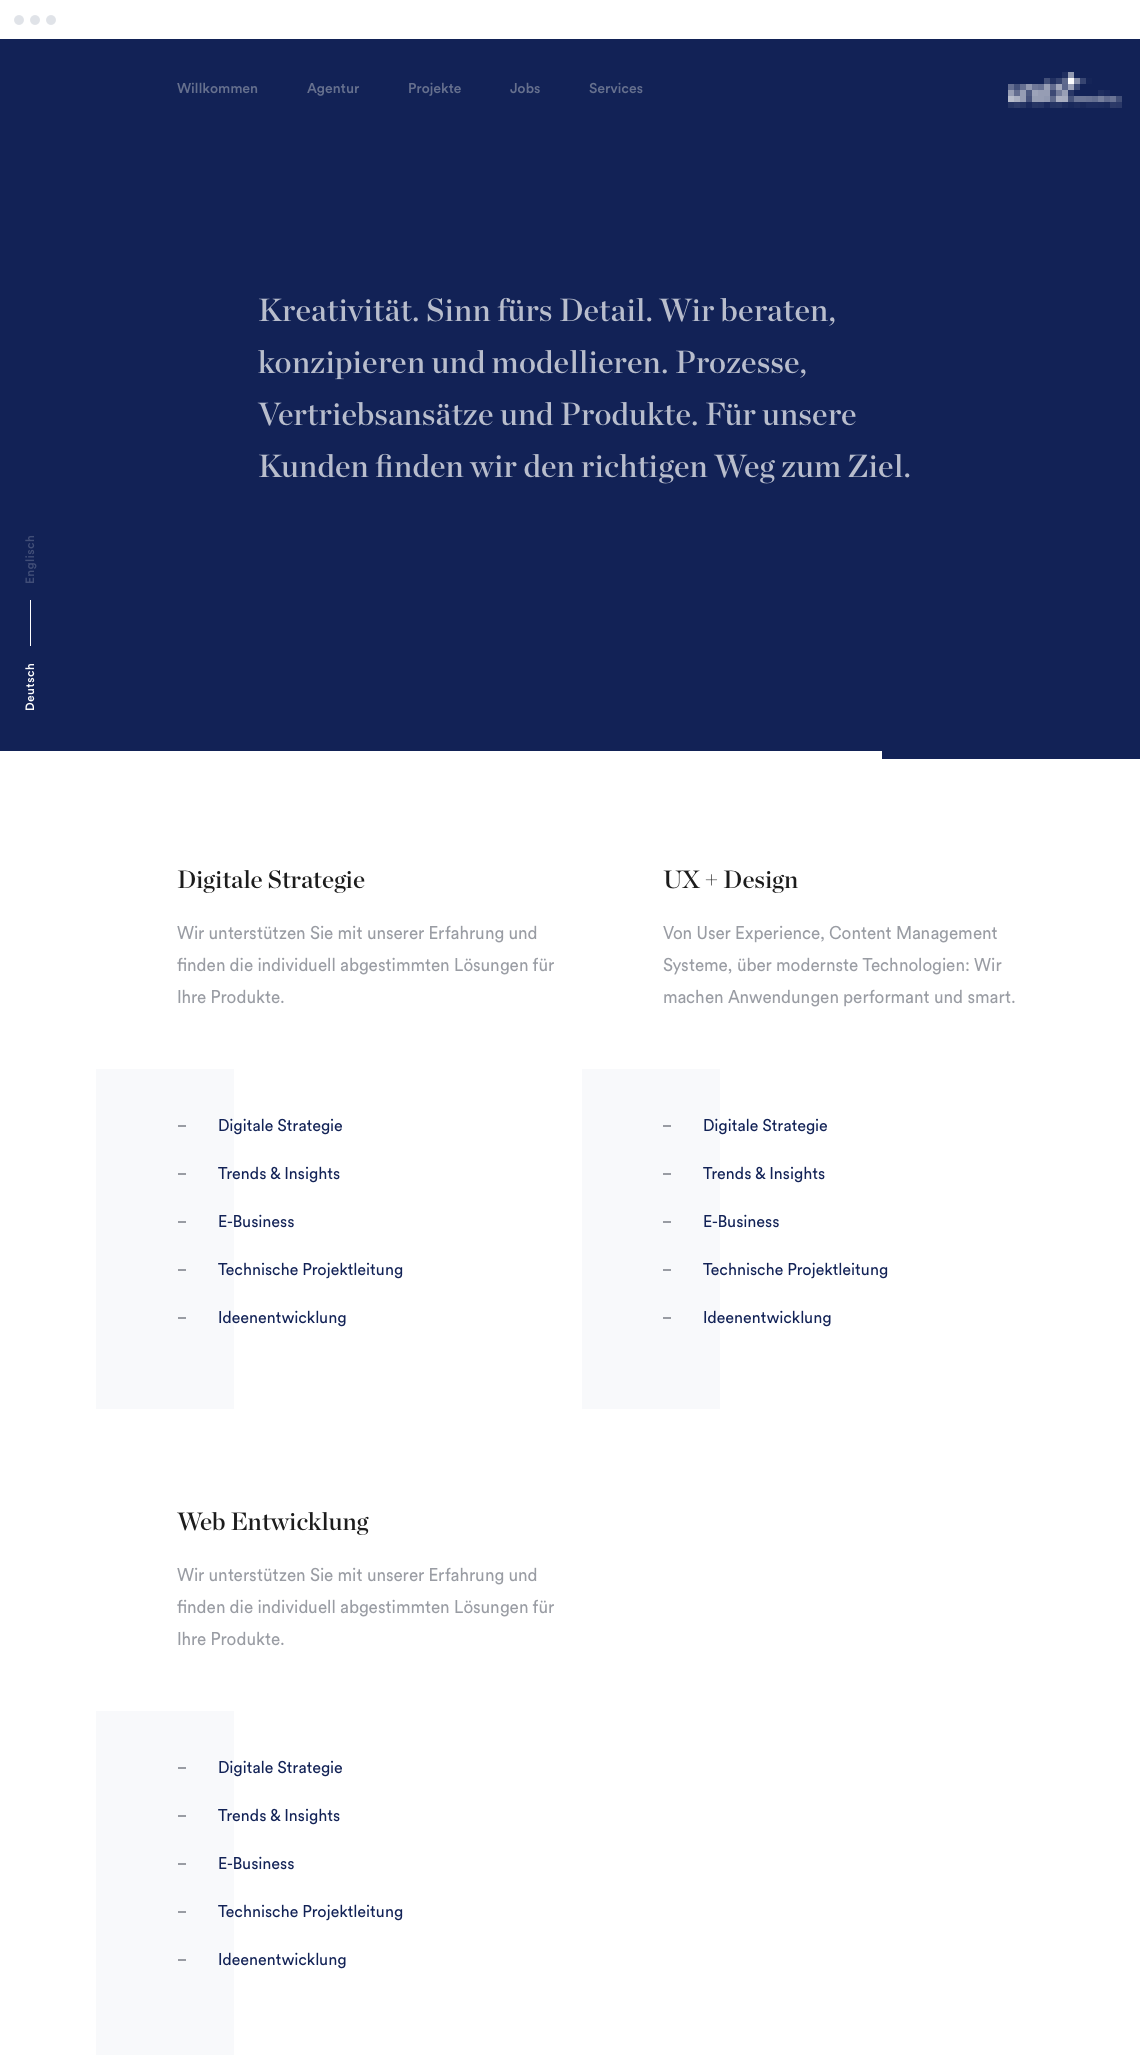 Willkommen Agentur Projekte Jobs Services
Kreativität. Sinn fürs Detail. Wir beraten,
konzipieren und modellieren. Prozesse,
Vertriebsansätze und Produkte. Für unsere
Kunden finden wir den richtigen Weg zum Ziel.
Englisch
Deutsch
Digitale Strategie
Wir unterstützen Sie mit unserer Erfahrung und
finden die individuell abgestimmten Lösungen für
Ihre Produkte.
– Digitale Strategie
– Trends & Insights
– E-Business
– Technische Projektleitung
– Ideenentwicklung
UX + Design
Von User Experience, Content Management
Systeme, über modernste Technologien: Wir
machen Anwendungen performant und smart.
– Digitale Strategie
– Trends & Insights
– E-Business
– Technische Projektleitung
– Ideenentwicklung
Web Entwicklung
Wir unterstützen Sie mit unserer Erfahrung und
finden die individuell abgestimmten Lösungen für
Ihre Produkte.
– Digitale Strategie
– Trends & Insights
– E-Business
– Technische Projektleitung
– Ideenentwicklung